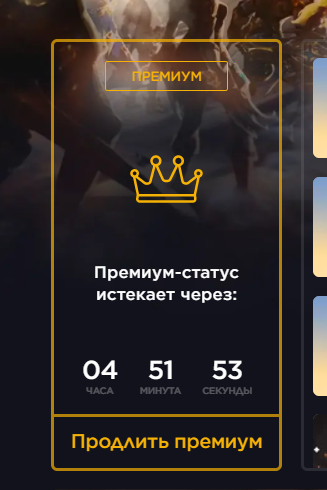 ПРЕМИУМ
Премиум-статус
истекает через:
04 51 53
ЧАСА МИНУТА СЕКУНДЫ
Продлить премиум